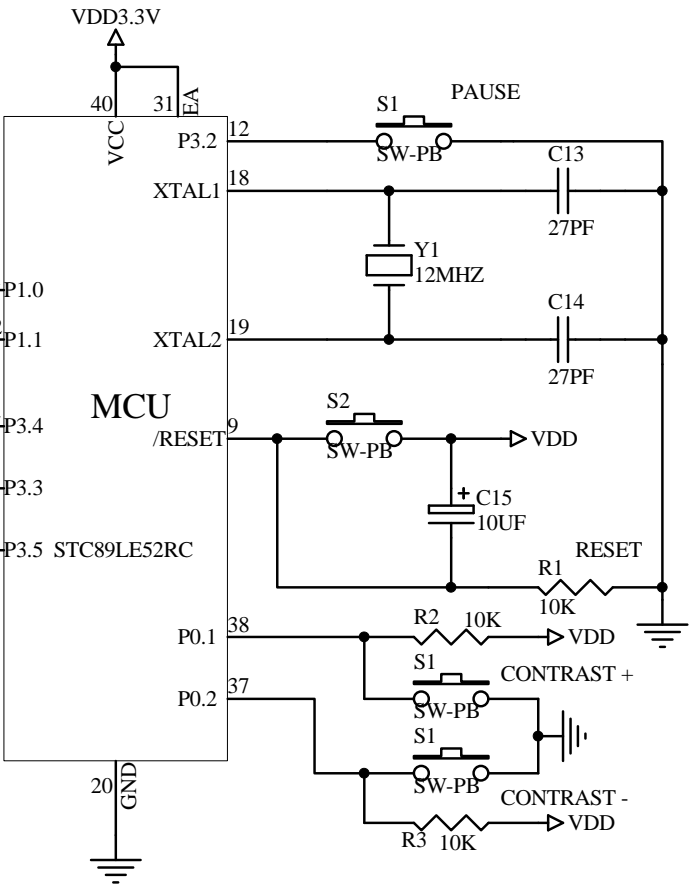 VDD3.3V
40
31
VCC
EA
S1
PAUSE
P3.2
12
SW-PB
C13
XTAL1
18
27PF
Y1
12MHZ
P1.0
C14
P1.1
XTAL2
19
27PF
MCU
S2
P3.4
/RESET
9
SW-PB
VDD
P3.3
C15
10UF
P3.5
STC89LE52RC
RESET
R1
10K
P0.1
38
R2
10K
VDD
S1
CONTRAST +
P0.2
37
SW-PB
S1
20
GND
SW-PB
CONTRAST -
VDD
R3
10K